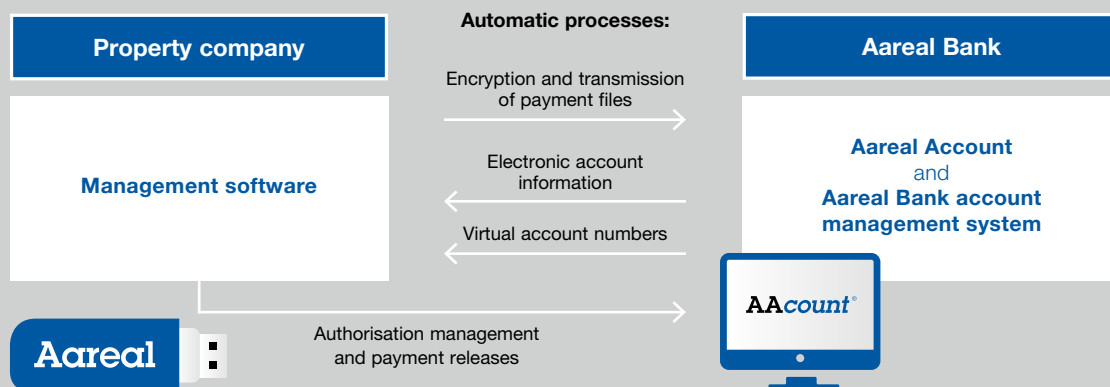 Automatic processes:
Property company
Aareal Bank
Encryption and transmission
of payment files
Management software
Electronic account
information
Virtual account numbers
Aareal Account
and
Aareal Bank account
management system
AAcount®
Aareal
Authorisation management
and payment releases